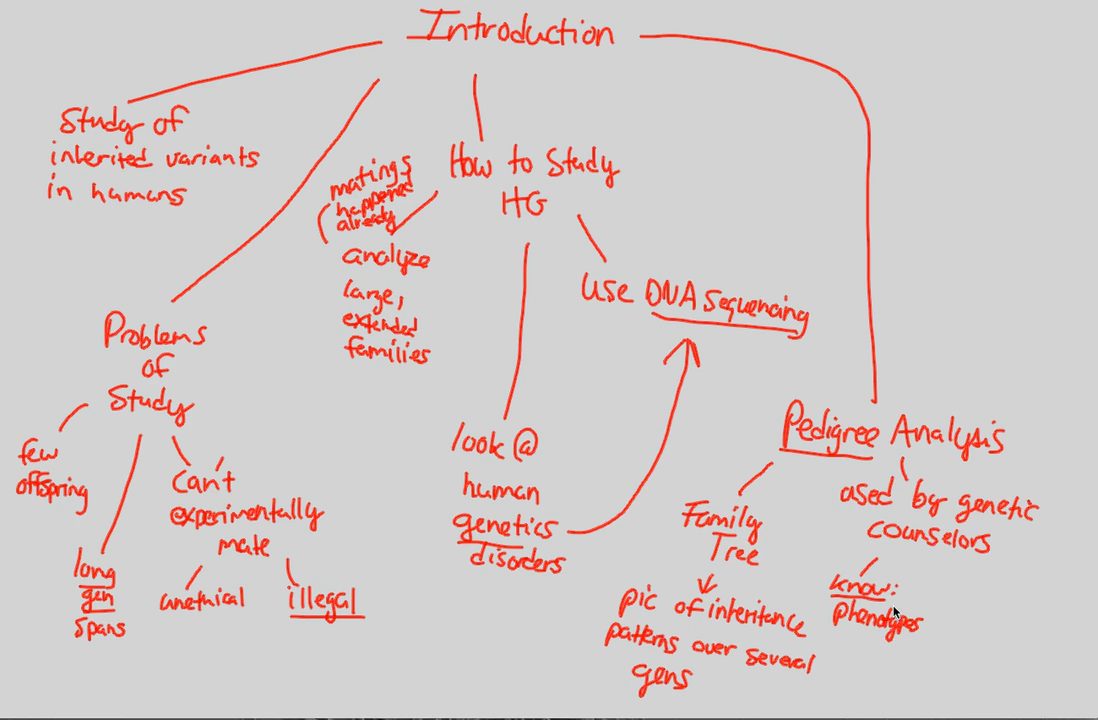 Introduction
Study of
inherited variants
in humans
Problems
of
Study
few
offspring
long
gen
spans
Can't
experimentally
mate
unethical
illegal
How to Study
HG
matings
happened
already
analyze
large,
extended
families
look @
human
genetics
disorders
use DNA sequencing
Pedigree Analysis
Family
Tree
pic of inheritance
patterns over several
gens
used by genetic
counselors
know:
phenotypes